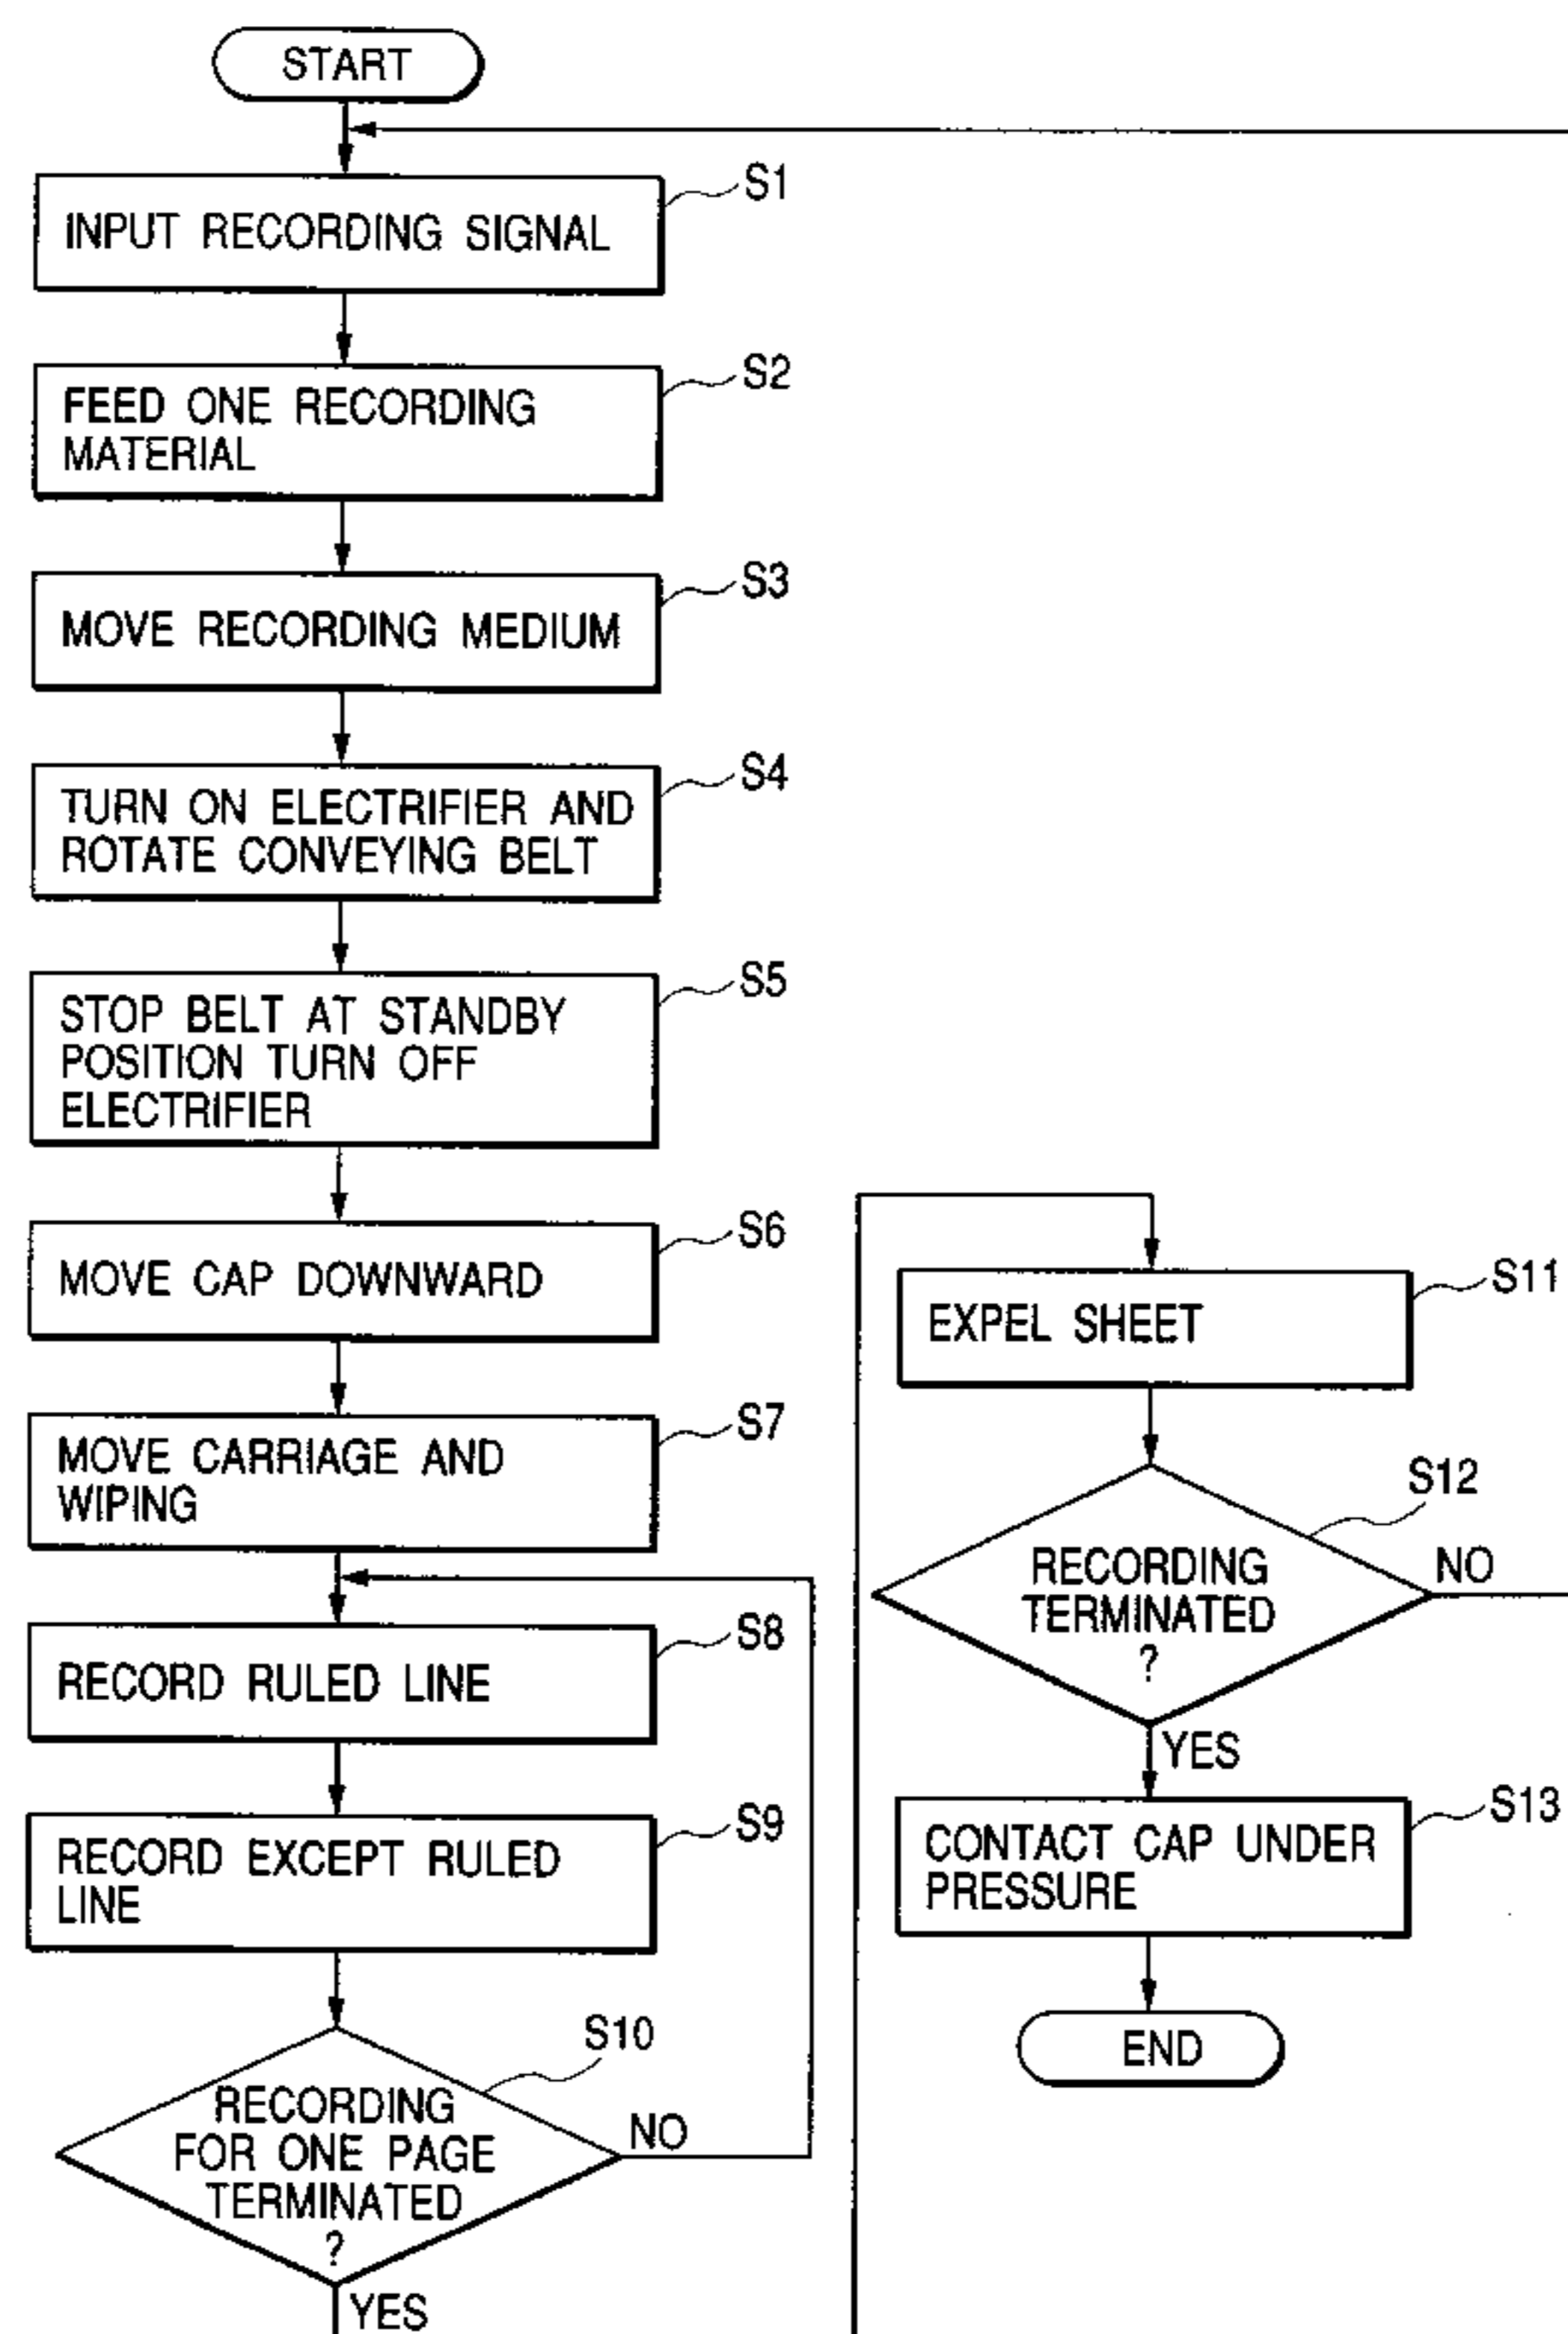 START
S1
INPUT RECORDING SIGNAL
S2
FEED ONE RECORDING
MATERIAL
S3
MOVE RECORDING MEDIUM
S4
TURN ON ELECTRIFIER AND
ROTATE CONVEYING BELT
S5
STOP BELT AT STANDBY
POSITION TURN OFF
ELECTRIFIER
S6
MOVE CAP DOWNWARD
S7
MOVE CARRIAGE AND
WIPING
S8
RECORD RULED LINE
S9
RECORD EXCEPT RULED
LINE
S10
RECORDING
FOR ONE PAGE
TERMINATED
?
NO
YES
S11
EXPEL SHEET
S12
RECORDING
TERMINATED
?
NO
YES
S13
CONTACT CAP UNDER
PRESSURE
END